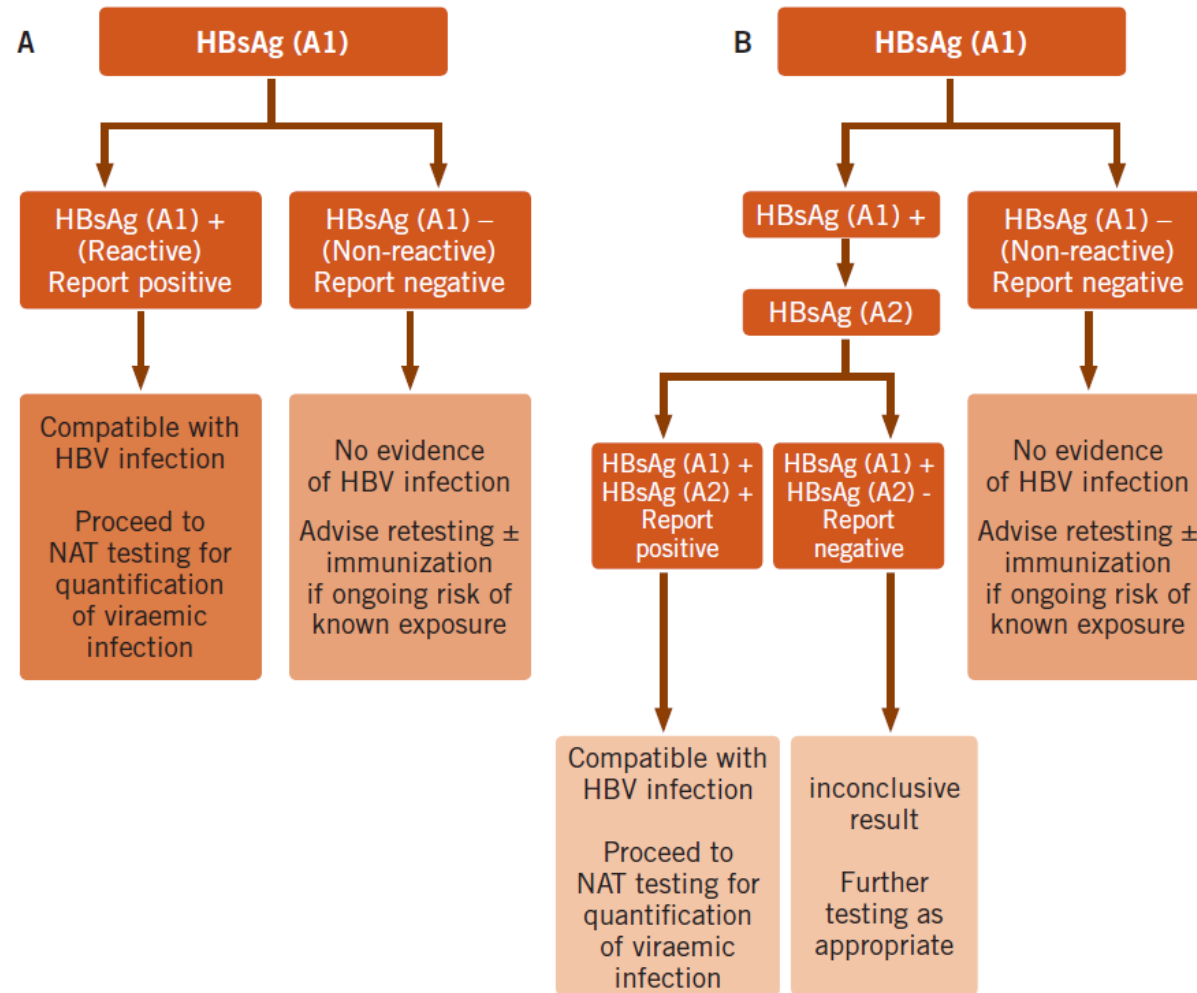 A
HBsAg (A1)
HBsAg (A1) +
(Reactive)
Report positive
HBsAg (A1) –
(Non-reactive)
Report negative
Compatible with
HBV infection
Proceed to
NAT testing for
quantification
of viraemic
infection
No evidence
of HBV infection
Advise retesting ±
immunization
if ongoing risk of
known exposure
B
HBsAg (A1)
HBsAg (A1) +
HBsAg (A1) –
(Non-reactive)
Report negative
HBsAg (A2)
HBsAg (A1) +
HBsAg (A2) +
Report
positive
HBsAg (A1) +
HBsAg (A2) -
Report
negative
No evidence
of HBV infection
Advise retesting ±
immunization
if ongoing risk of
known exposure
Compatible with
HBV infection
Proceed to
NAT testing for
quantification
of viraemic
infection
inconclusive
result
Further
testing as
appropriate